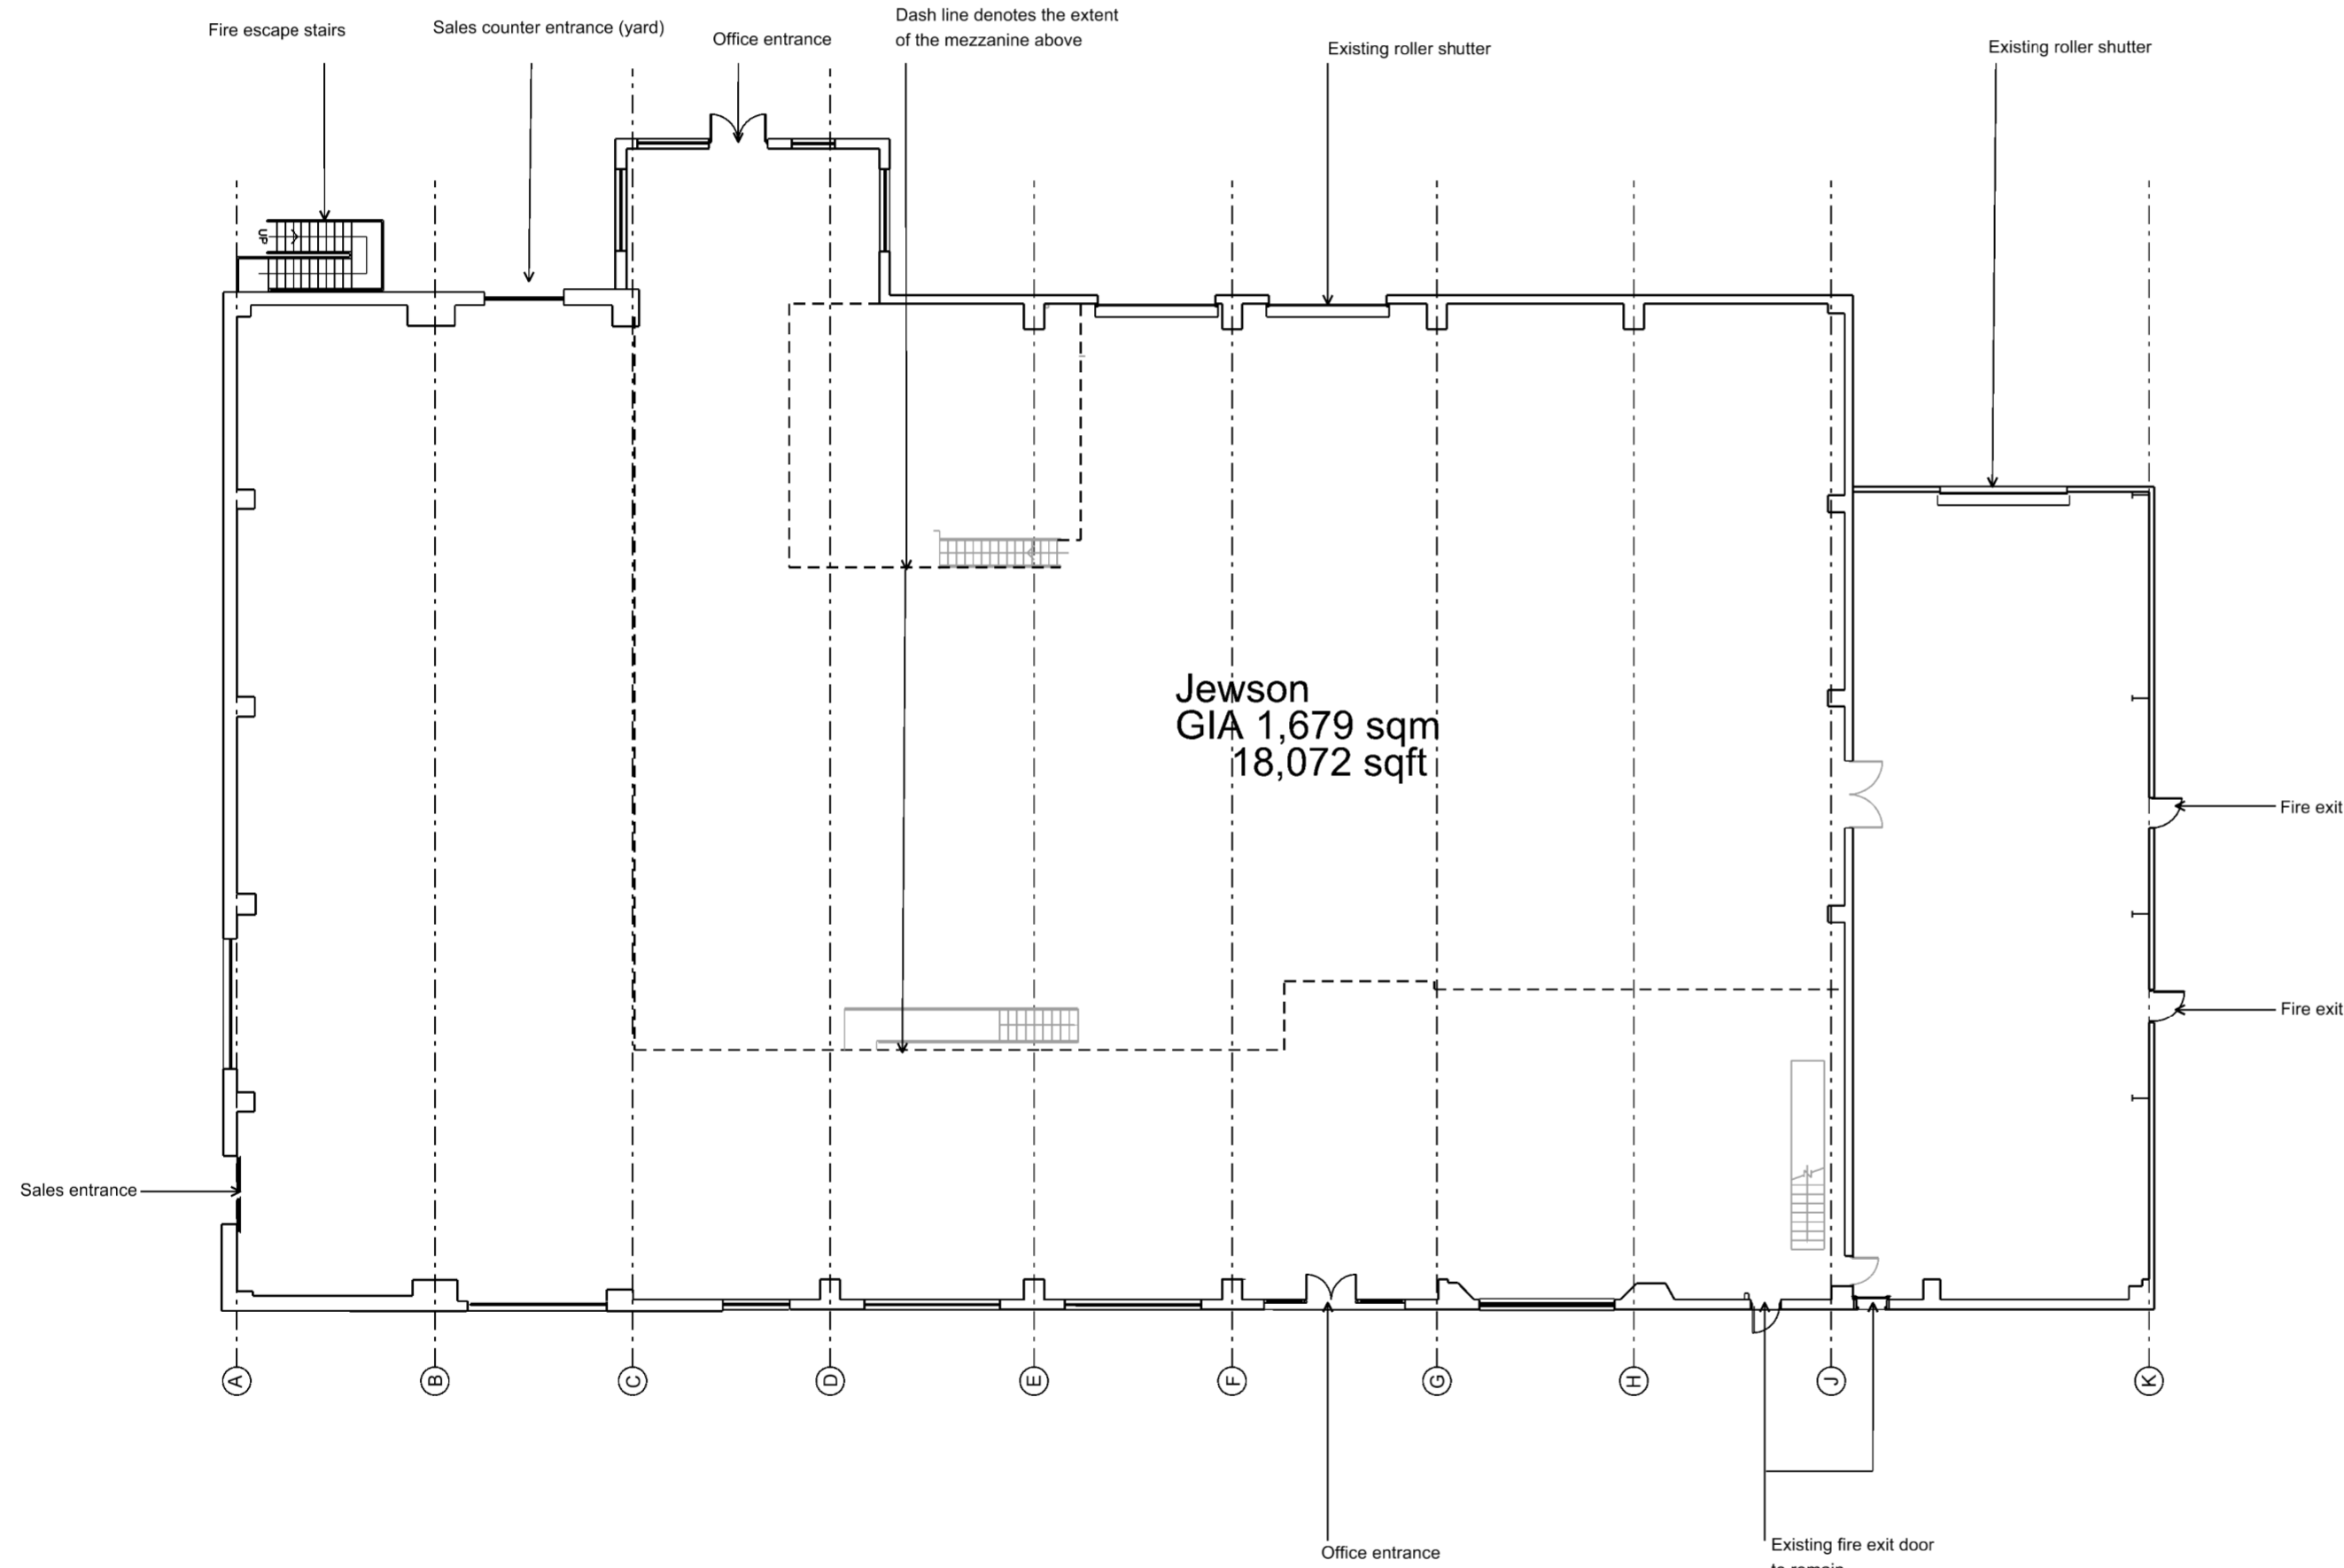 Fire escape stairs
Sales counter entrance (yard)
Office entrance
Dash line denotes the extent
of the mezzanine above
Existing roller shutter
Existing roller shutter
UP
Jewson
GIA 1,679 sqm
18,072 sqft
Fire exit
Fire exit
Sales entrance
A
B
C
D
E
F
G
H
J
K
Office entrance
Existing fire exit door
to remain